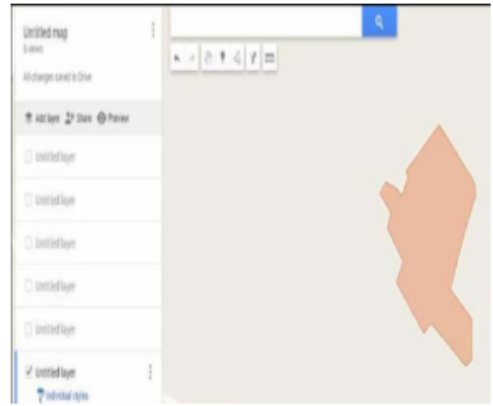 Untitled map
All changes saved in Drive
Add layer Share Preview
Untitled layer
Untitled layer
Untitled layer
Untitled layer
Untitled layer
Untitled layer
Individual styles